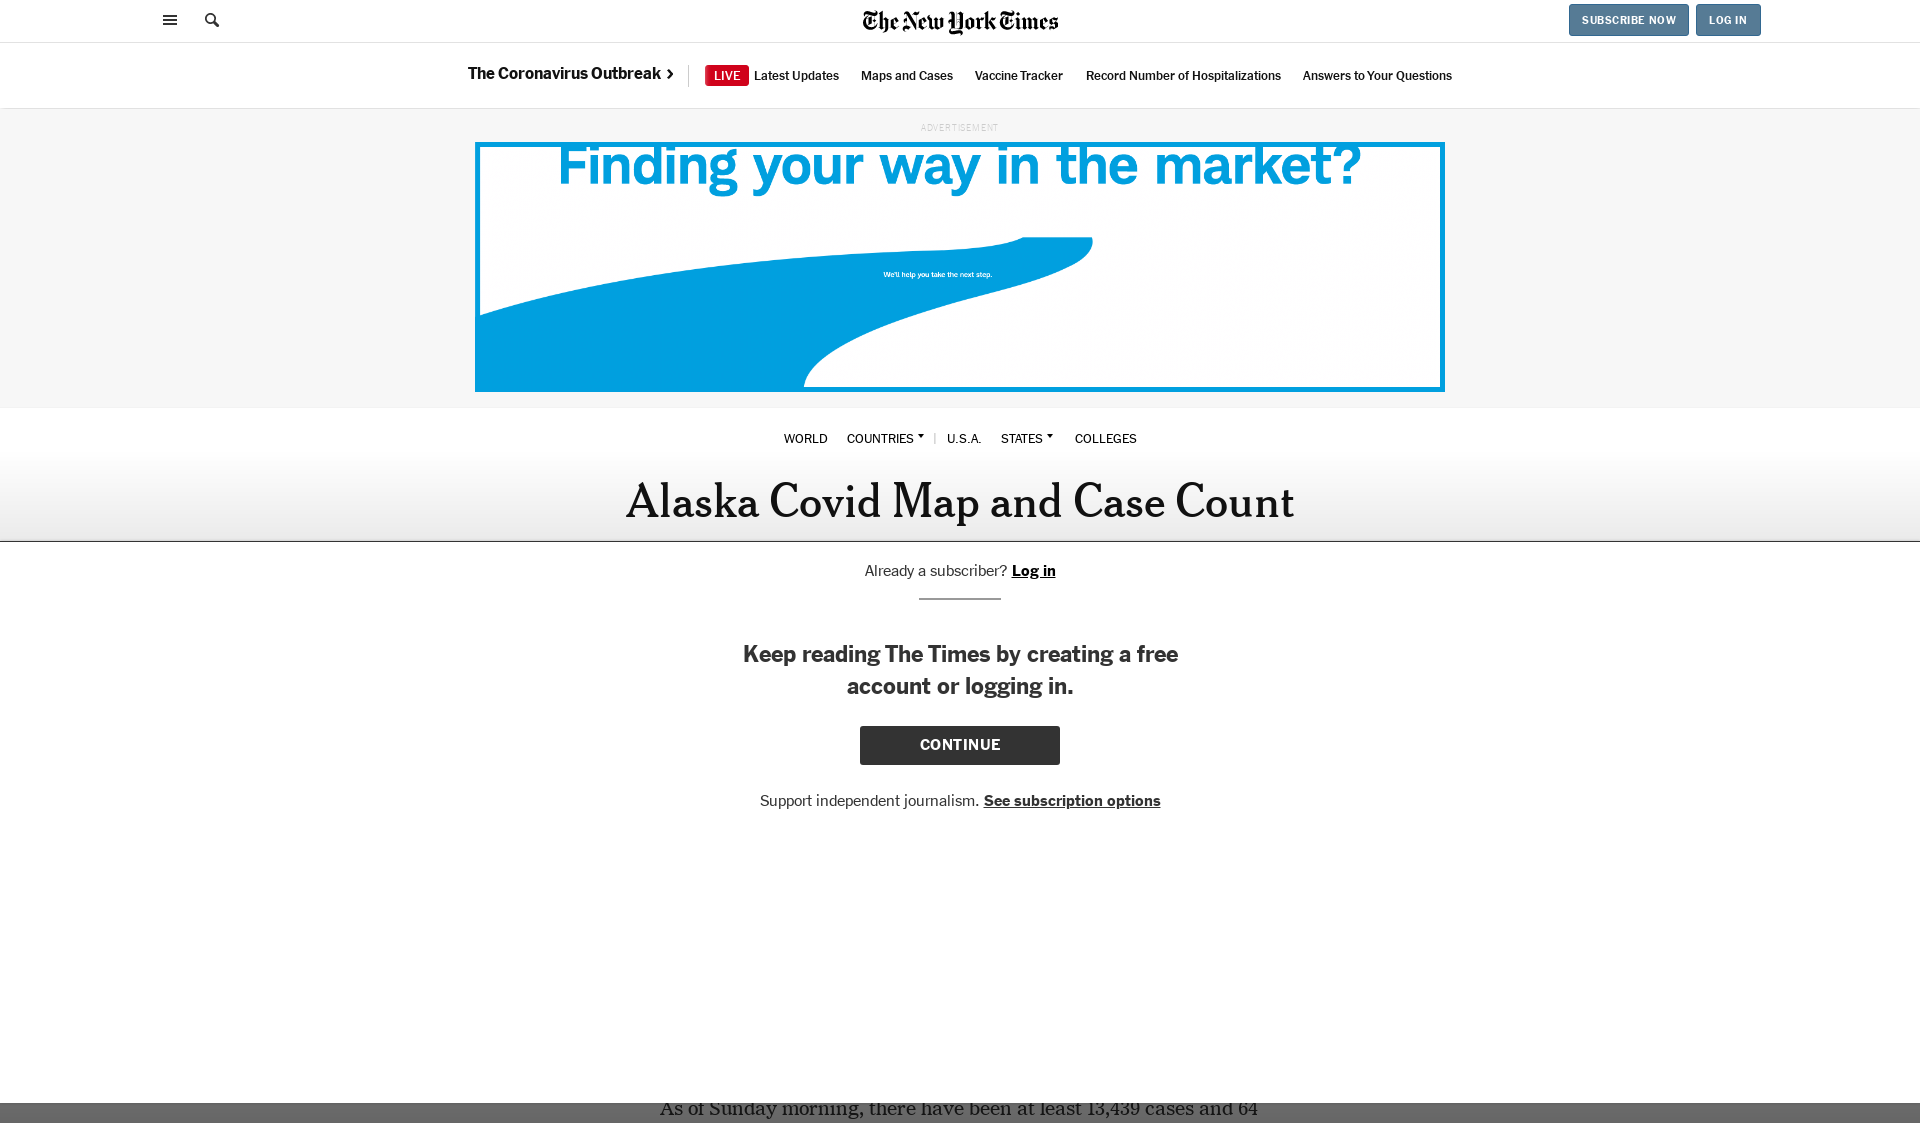 The New York Times
SUBSCRIBE NOW
LOG IN
The Coronavirus Outbreak
LIVE Latest Updates
Maps and Cases
Vaccine Tracker
Record Number of Hospitalizations
Answers to Your Questions
ADVERTISEMENT
Finding your way in the market?
We'll help you take the next step.
WORLD
COUNTRIES
U.S.A.
STATES
COLLEGES
Alaska Covid Map and Case Count
Already a subscriber? Log in
Keep reading The Times by creating a free
account or logging in.
CONTINUE
Support independent journalism. See subscription options
As of Sunday morning, there have been at least 13,439 cases and 64